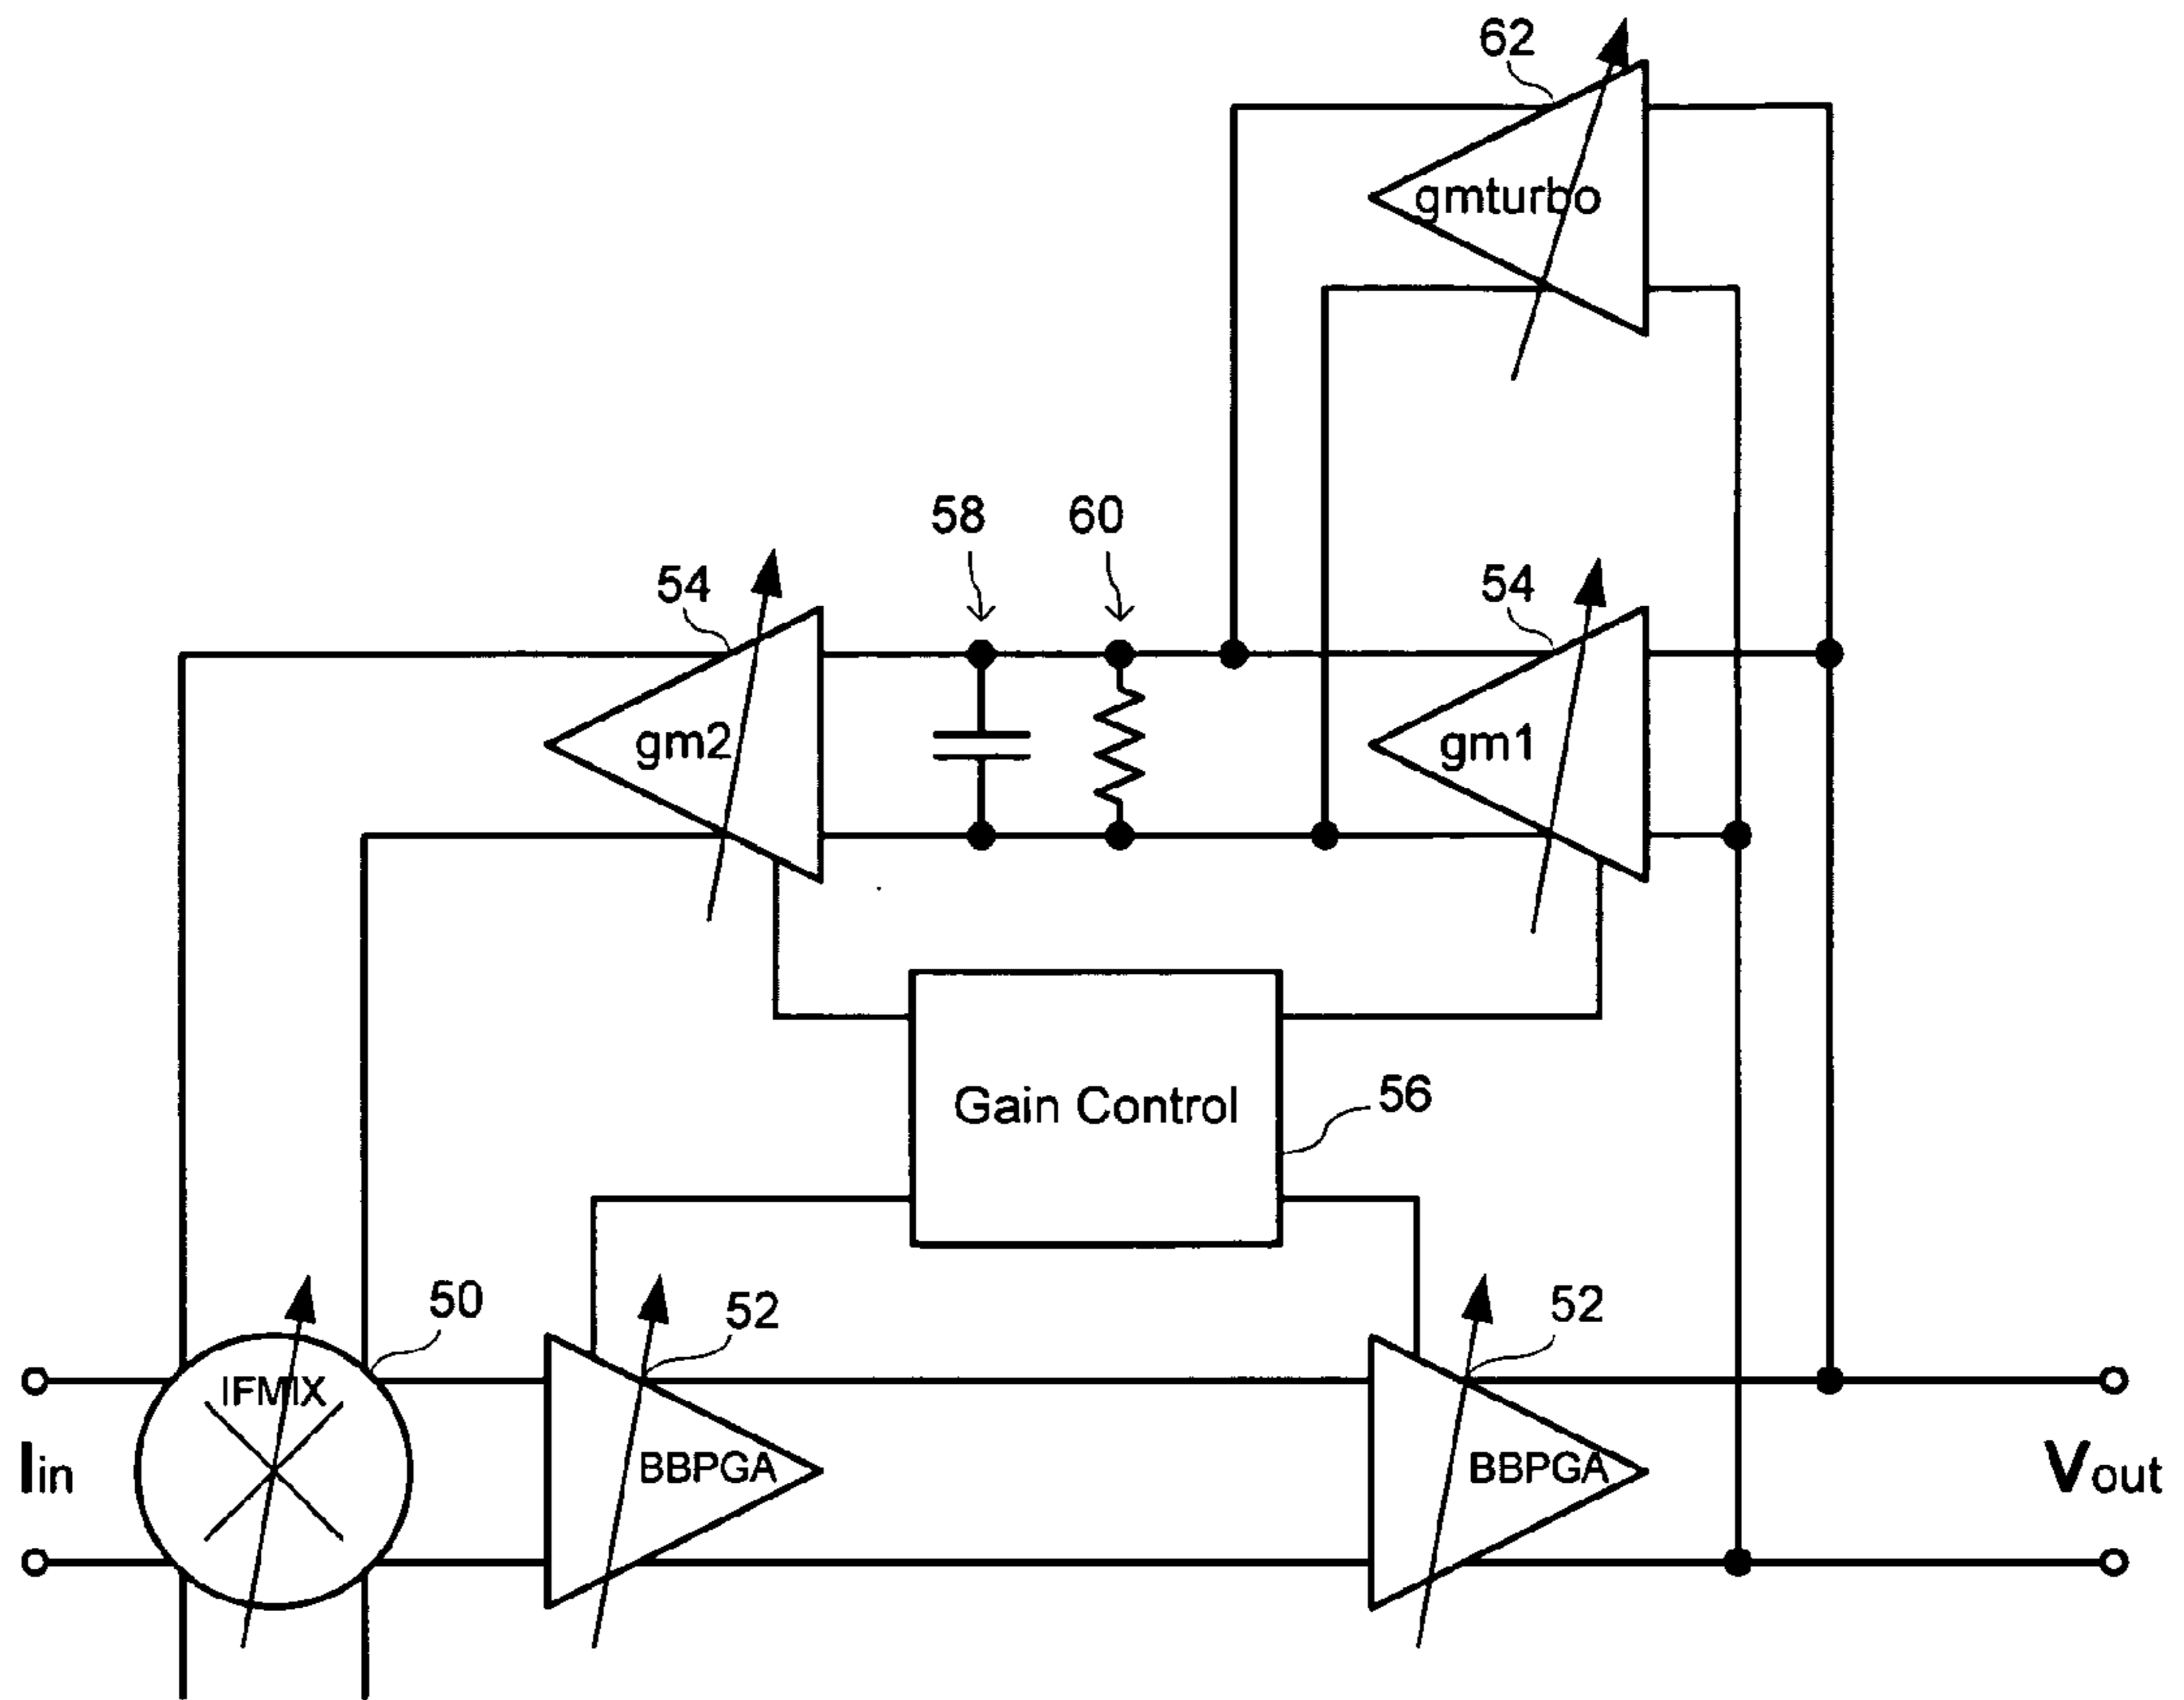 62
gmturbo
58
60
54
54
gm2
gm1
Gain Control
56
50
52
52
IFMIX
Iin
BBPGA
BBPGA
Vout